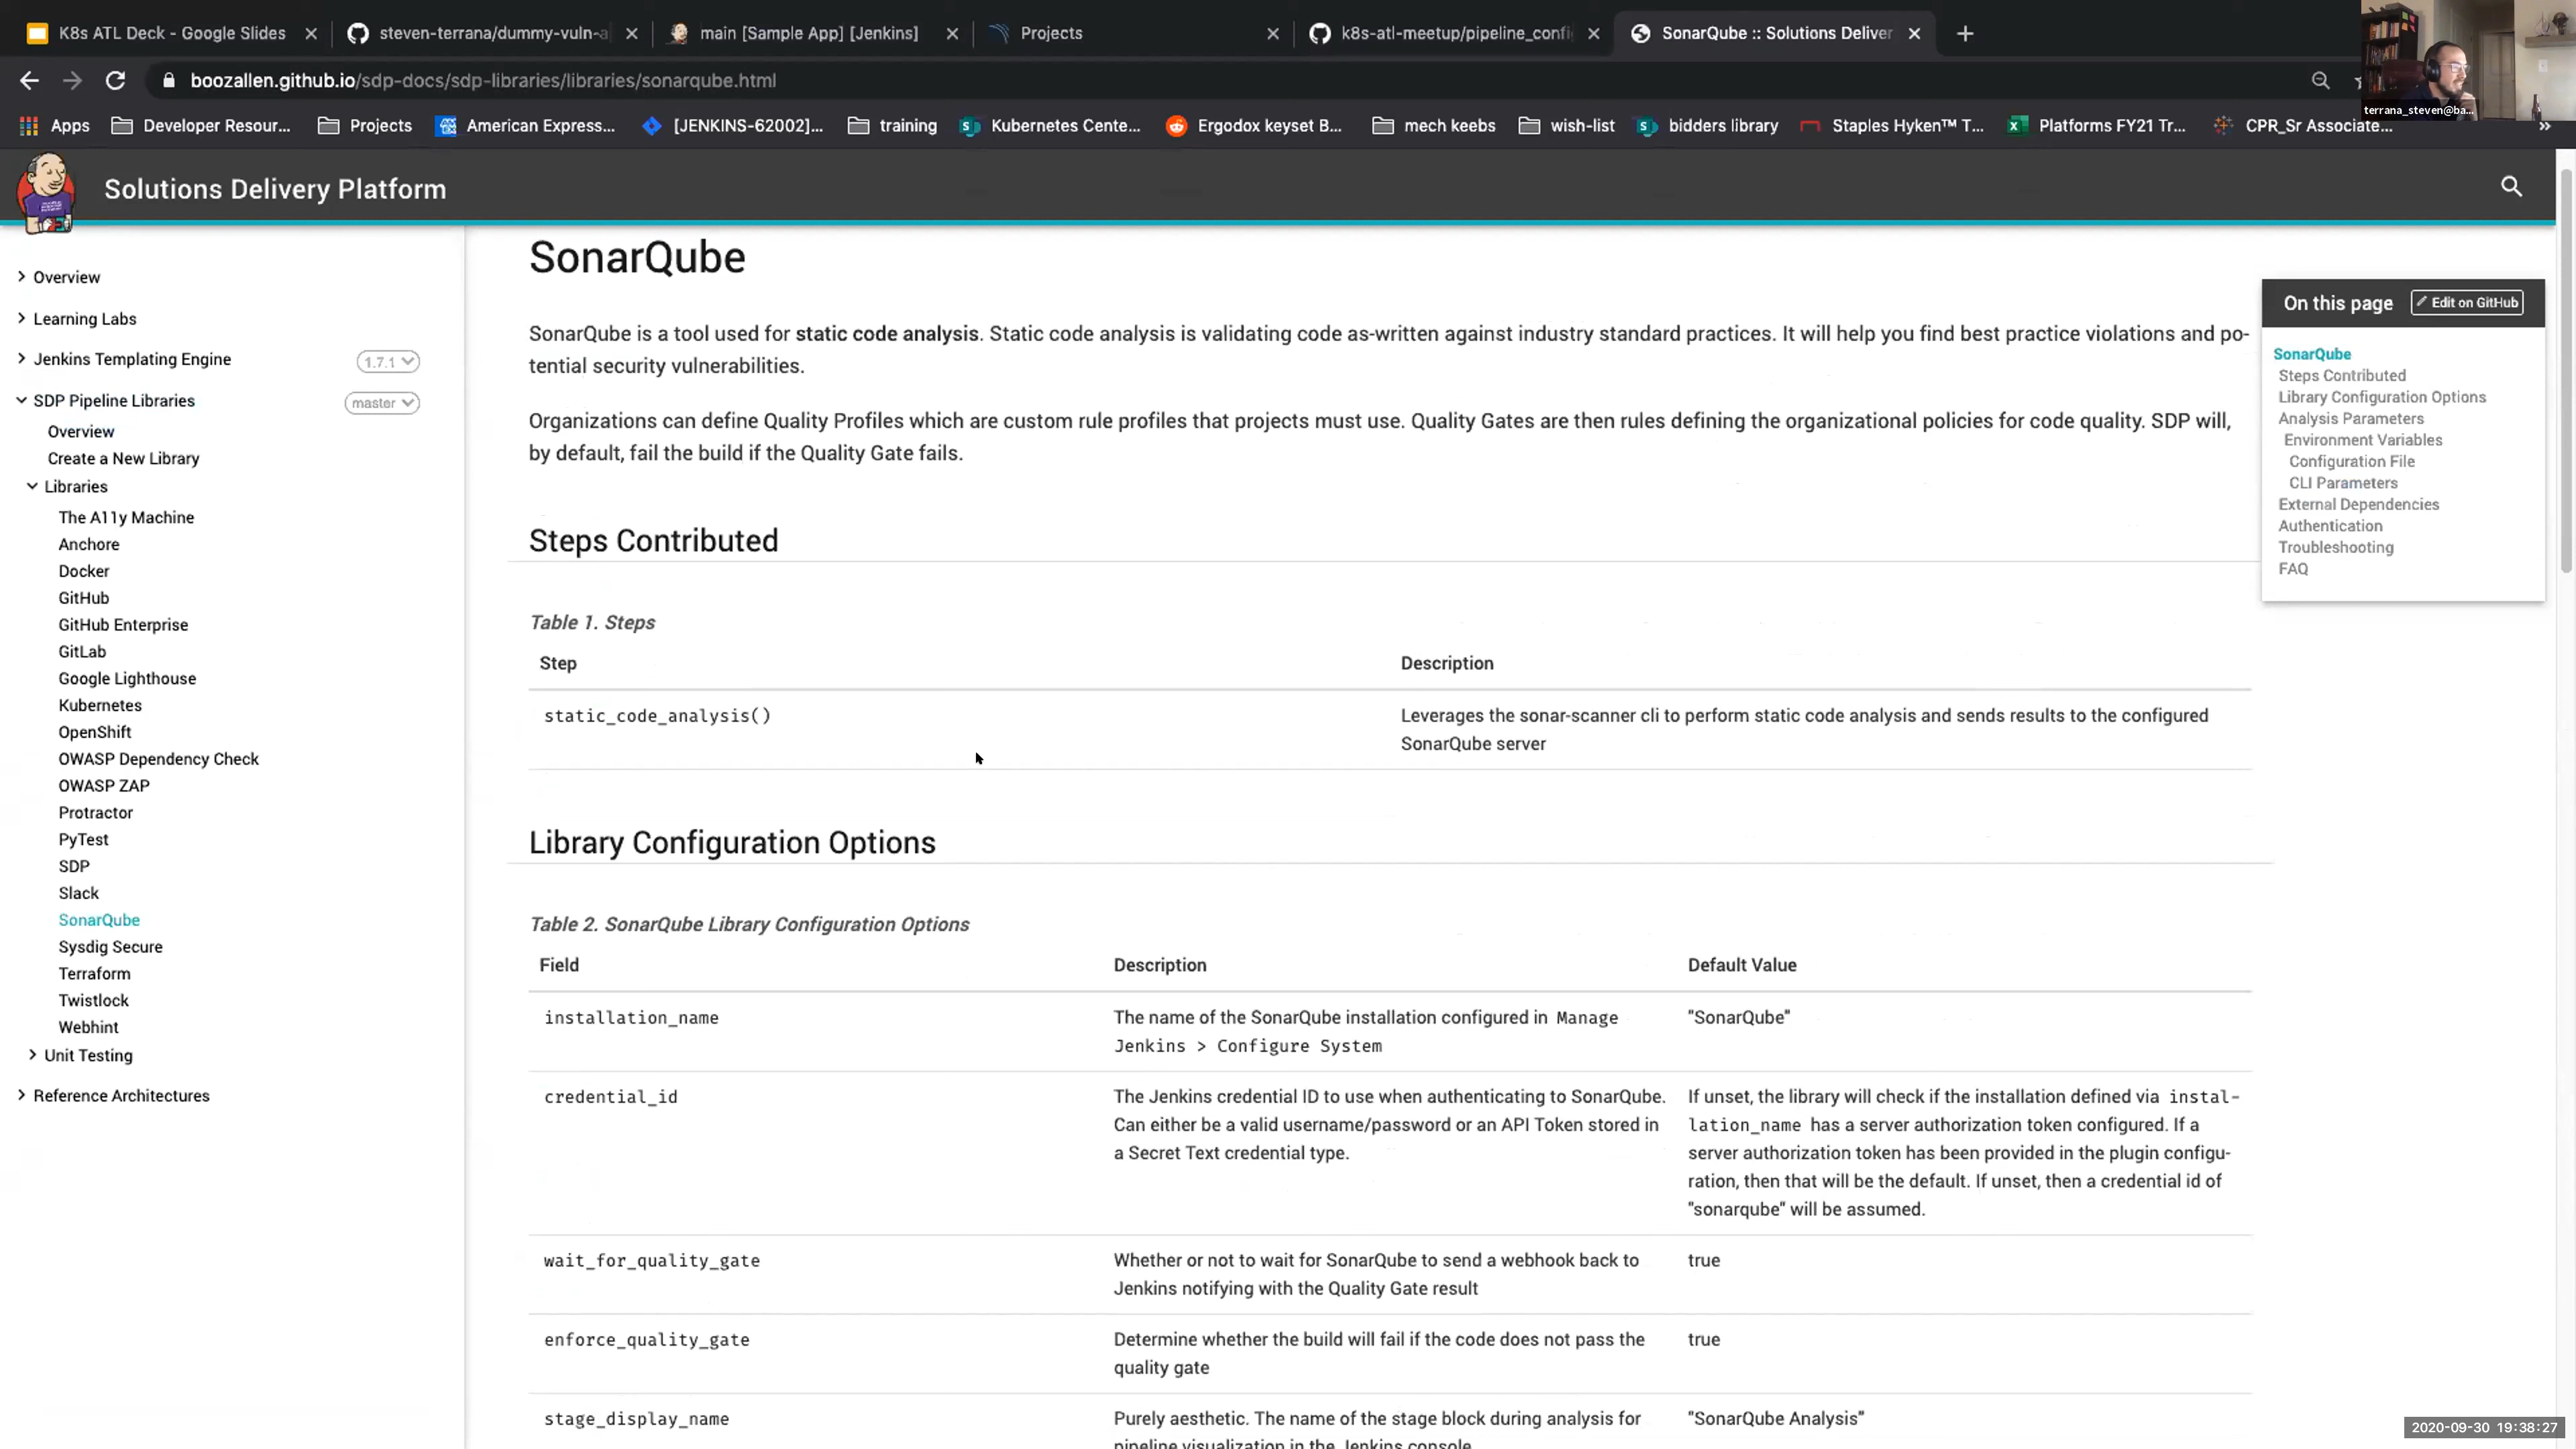 K8s ATL Deck - Google Slides
steven-terrana/dummy-vuln-a
main [Sample App] [Jenkins]
Projects
k8s-atl-meetup/pipeline_confi
SonarQube :: Solutions Deliver
boozallen.github.io/sdp-docs/sdp-libraries/libraries/sonarqube.html
terrana_steven@ba...
Apps
Developer Resour...
Projects
American Express...
[JENKINS-62002]...
training
Kubernetes Cente...
Ergodox keyset B...
mech keebs
wish-list
bidders library
Staples Hyken™ T...
Platforms FY21 Tr...
CPR_Sr Associate...
»
Solutions Delivery Platform
Overview
Learning Labs
Jenkins Templating Engine
1.7.1
SDP Pipeline Libraries
master
Overview
Create a New Library
Libraries
The A11y Machine
Anchore
Docker
GitHub
GitHub Enterprise
GitLab
Google Lighthouse
Kubernetes
OpenShift
OWASP Dependency Check
OWASP ZAP
Protractor
PyTest
SDP
Slack
SonarQube
Sysdig Secure
Terraform
Twistlock
Webhint
Unit Testing
Reference Architectures
SonarQube
SonarQube is a tool used for static code analysis. Static code analysis is validating code as-written against industry standard practices. It will help you find best practice violations and po-
tential security vulnerabilities.
Organizations can define Quality Profiles which are custom rule profiles that projects must use. Quality Gates are then rules defining the organizational policies for code quality. SDP will,
by default, fail the build if the Quality Gate fails.
Steps Contributed
Table 1. Steps
Step
Description
static_code_analysis()
Leverages the sonar-scanner cli to perform static code analysis and sends results to the configured
SonarQube server
Library Configuration Options
Table 2. SonarQube Library Configuration Options
Field
Description
Default Value
installation_name
The name of the SonarQube installation configured in Manage
Jenkins > Configure System
"SonarQube"
credential_id
The Jenkins credential ID to use when authenticating to SonarQube.
Can either be a valid username/password or an API Token stored in
a Secret Text credential type.
If unset, the library will check if the installation defined via instal-
lation_name has a server authorization token configured. If a
server authorization token has been provided in the plugin configu-
ration, then that will be the default. If unset, then a credential id of
"sonarqube" will be assumed.
wait_for_quality_gate
Whether or not to wait for SonarQube to send a webhook back to
Jenkins notifying with the Quality Gate result
true
enforce_quality_gate
Determine whether the build will fail if the code does not pass the
quality gate
true
stage_display_name
Purely aesthetic. The name of the stage block during analysis for
pipeline visualization in the Jenkins console
"SonarQube Analysis"
On this page
Edit on GitHub
SonarQube
Steps Contributed
Library Configuration Options
Analysis Parameters
Environment Variables
Configuration File
CLI Parameters
External Dependencies
Authentication
Troubleshooting
FAQ
2020-09-30 19:38:27